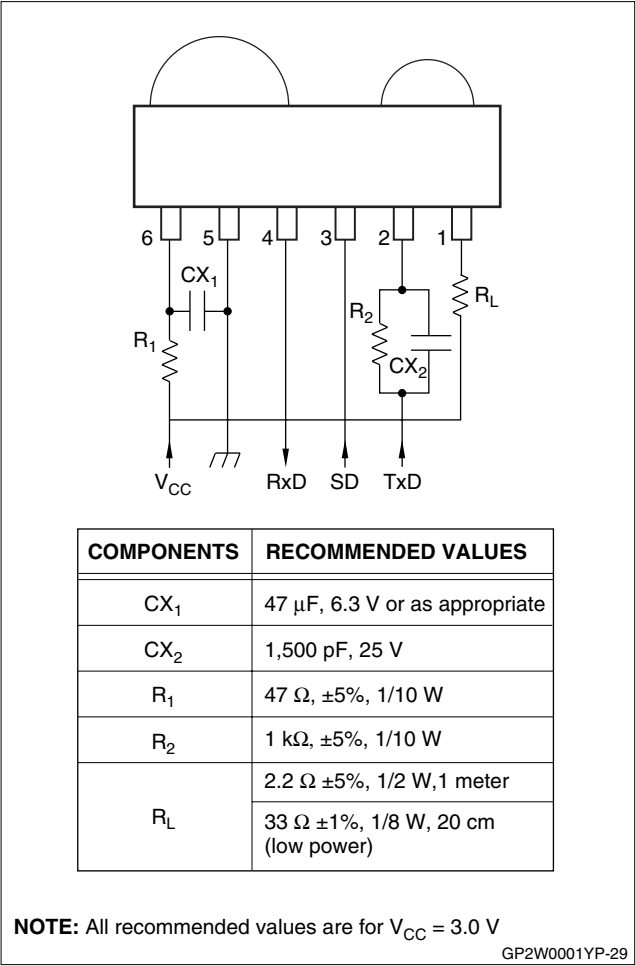 6 5 4 3 2 1
CX1
R1
R2
CX2
RL
VCC RxD SD TxD
COMPONENTS RECOMMENDED VALUES
CX1 47 μF, 6.3 V or as appropriate
CX2 1,500 pF, 25 V
R1 47 Ω, ±5%, 1/10 W
R2 1 kΩ, ±5%, 1/10 W
RL 2.2 Ω ±5%, 1/2 W,1 meter
33 Ω ±1%, 1/8 W, 20 cm
(low power)
NOTE: All recommended values are for VCC = 3.0 V
GP2W0001YP-29